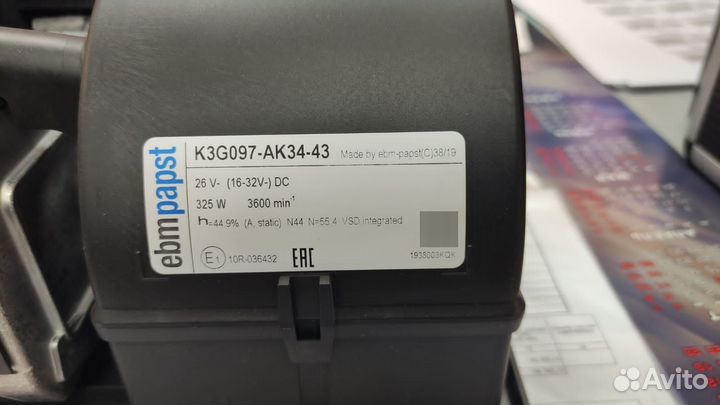 ebmpapst
K3G097-AK34-43 Made by ebm-papst(C)38/19
26 V- (16-32V-) DC
325 W 3600 min-1
h=44.9% (A, static) N44 N=55.4 VSD integrated
E1 10R-036432 EAC
1938003KQK
Avito